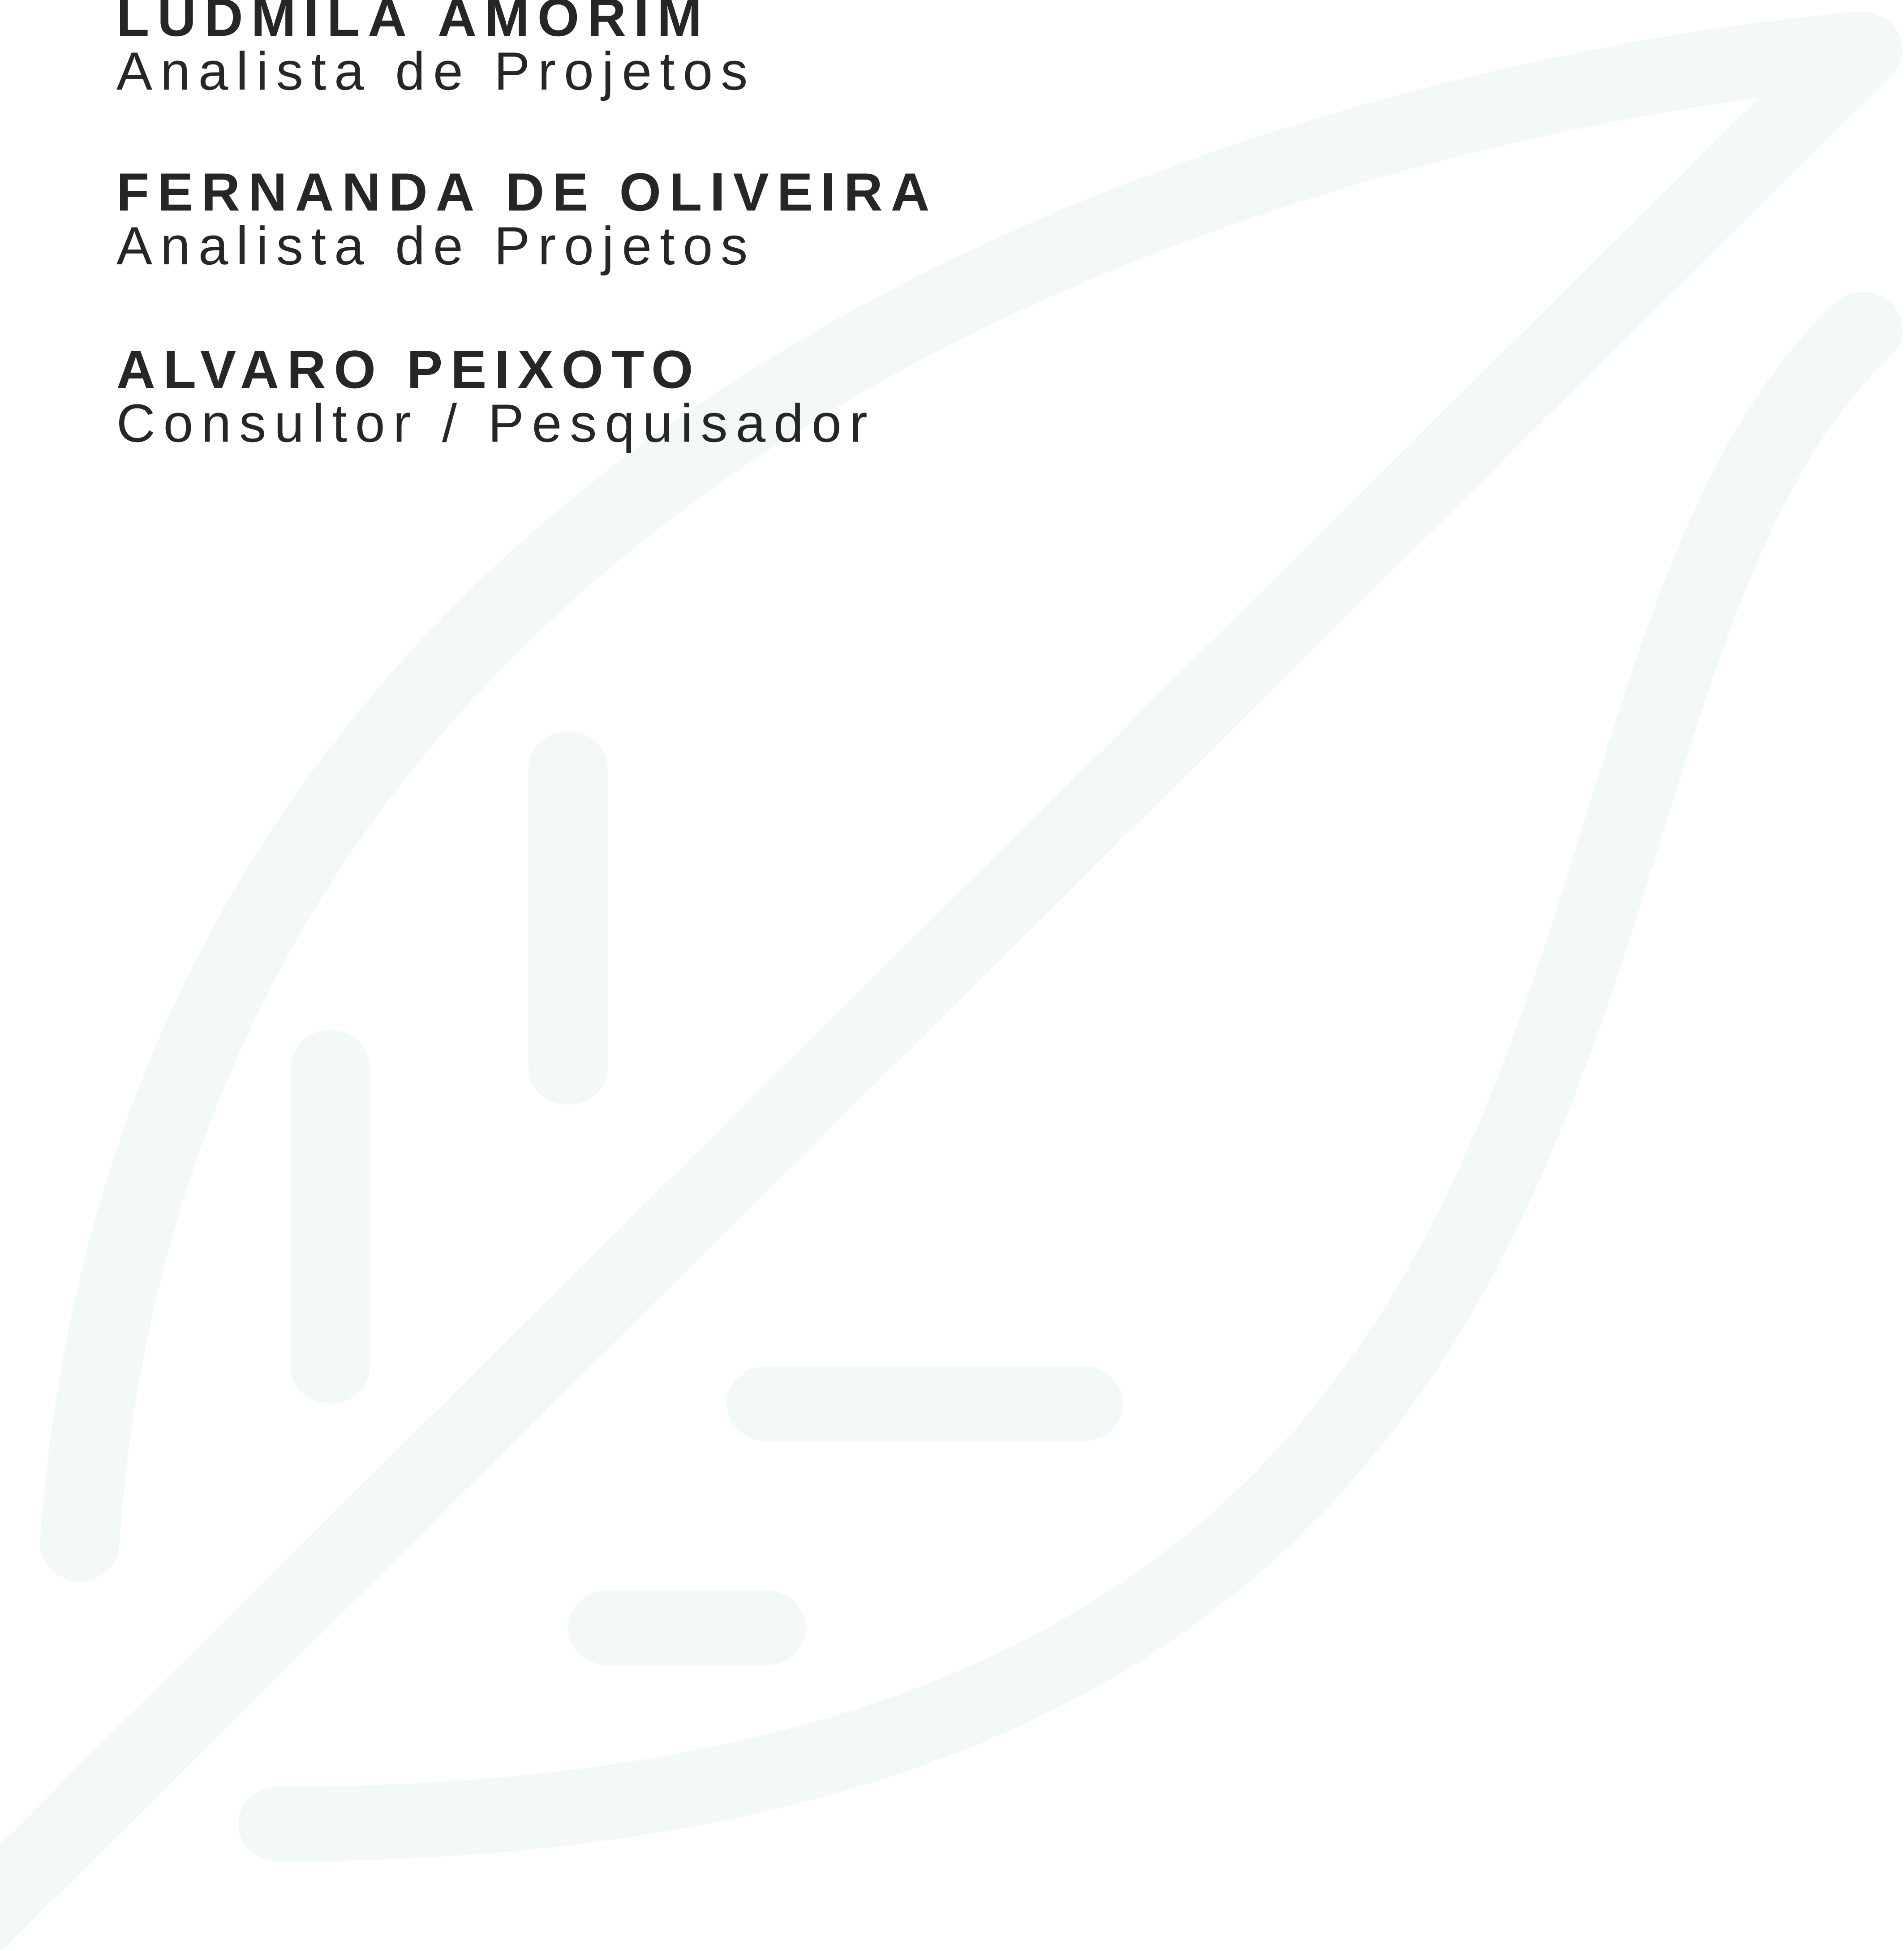 LUDMILA AMORIM
Analista de Projetos
FERNANDA DE OLIVEIRA
Analista de Projetos
ALVARO PEIXOTO
Consultor / Pesquisador